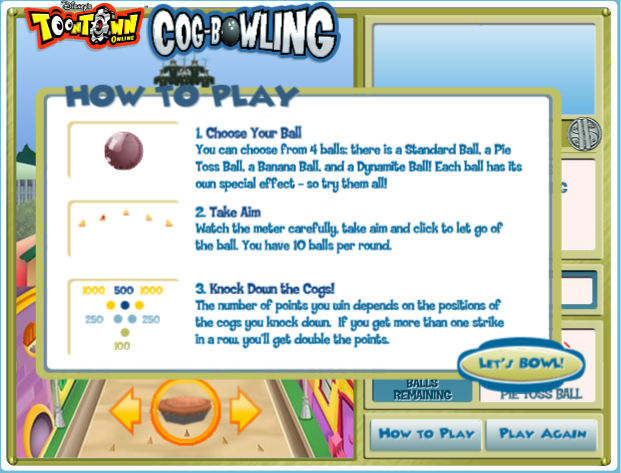 Disney's
TOONTOWN
ONLINE
COG-BOWLING
HOW TO PLAY
1. Choose Your Ball
You can choose from 4 balls: there is a Standard Ball, a Pie
Toss Ball, a Banana Ball, and a Dynamite Ball! Each ball has its
own special effect - so try them all!
2. Take Aim
Watch the meter carefully, take aim and click to let go of
the ball. You have 10 balls per round.
1000 500 1000
250 250
100
3. Knock Down the Cogs!
The number of points you win depends on the positions of
the cogs you knock down. If you get more than one strike
in a row, you'll get double the points.
LET'S BOWL!
BALLS
REMAINING
PIE TOSS BALL
HOW TO PLAY
PLAY AGAIN